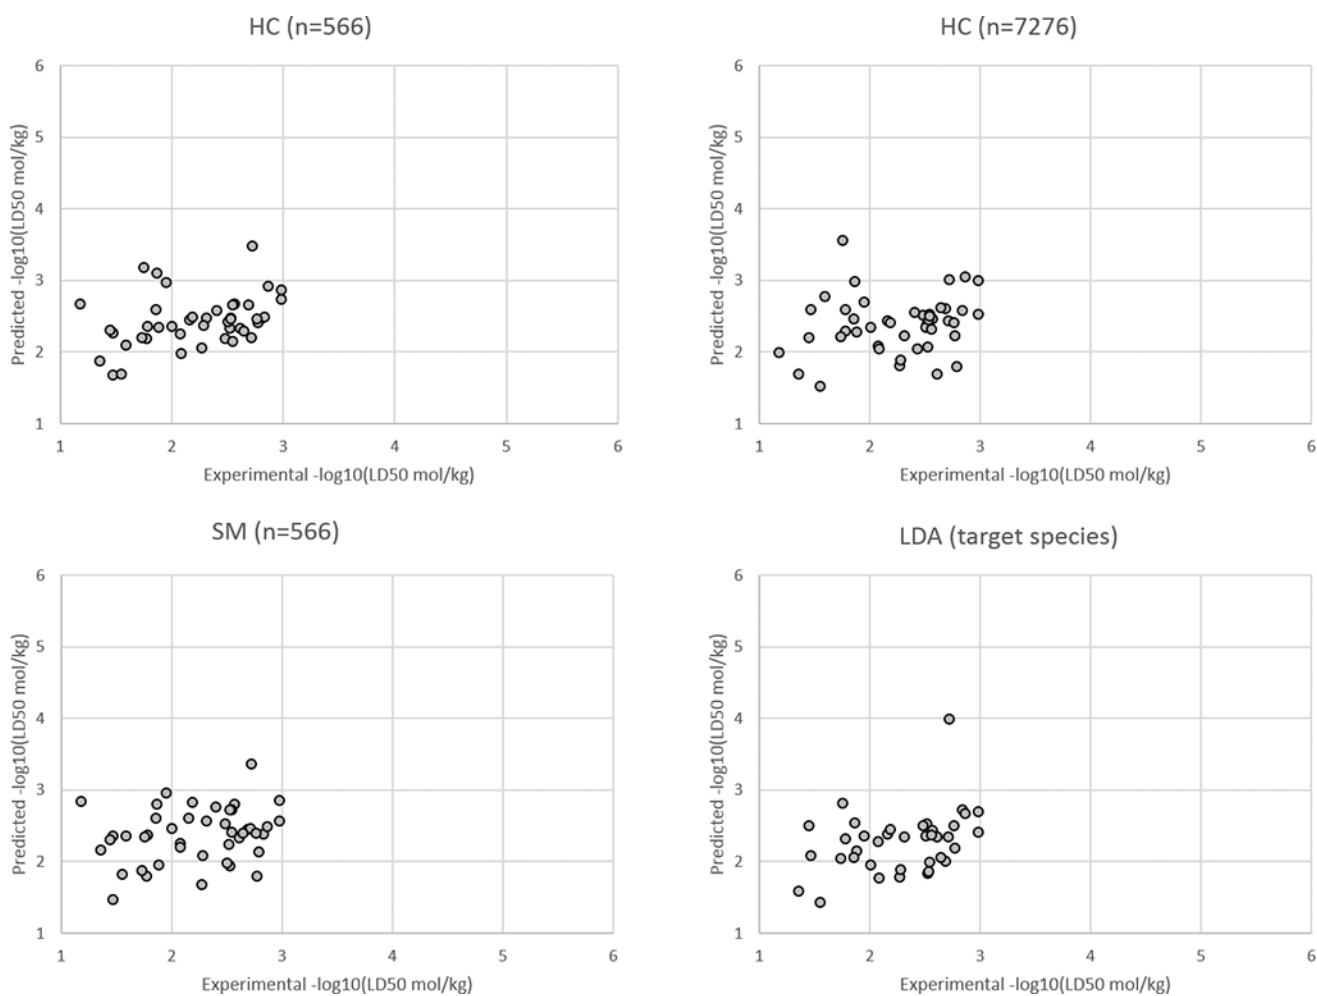 HC (n=566)
6
5
4
3
2
1
1 2 3 4 5 6
Predicted -log10(LD50 mol/kg)
Experimental -log10(LD50 mol/kg)
HC (n=7276)
6
5
4
3
2
1
1 2 3 4 5 6
Predicted -log10(LD50 mol/kg)
Experimental -log10(LD50 mol/kg)
SM (n=566)
6
5
4
3
2
1
1 2 3 4 5 6
Predicted -log10(LD50 mol/kg)
Experimental -log10(LD50 mol/kg)
LDA (target species)
6
5
4
3
2
1
1 2 3 4 5 6
Predicted -log10(LD50 mol/kg)
Experimental -log10(LD50 mol/kg)